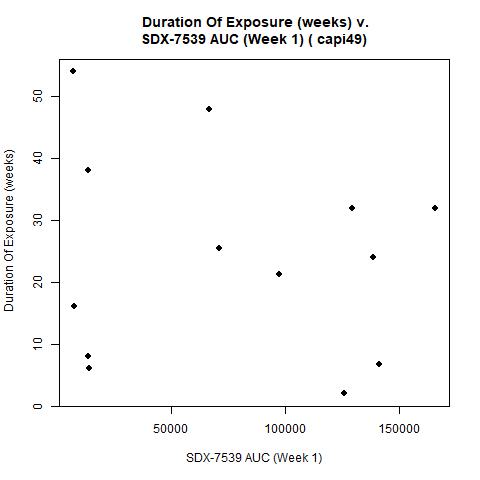 Duration Of Exposure (weeks) v.
SDX-7539 AUC (Week 1) ( capi49)
Duration Of Exposure (weeks)
50
40
30
20
10
0
50000
100000
150000
SDX-7539 AUC (Week 1)